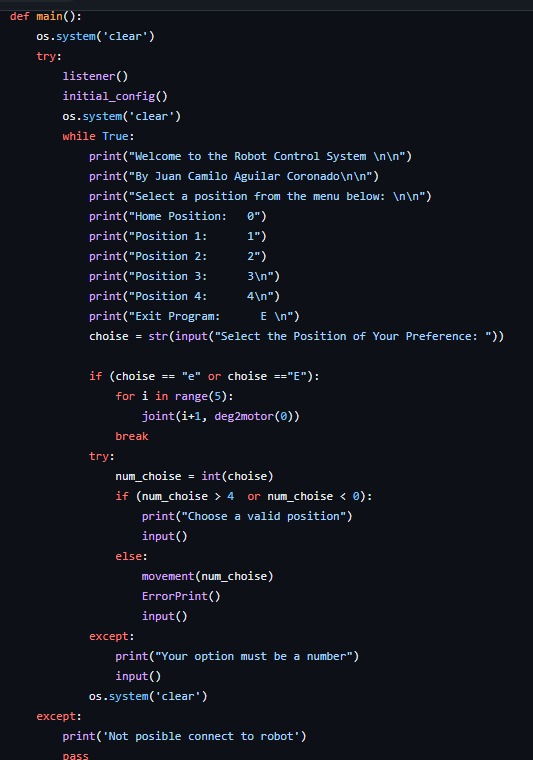 def main():
    os.system('clear')
    try:
        listener()
        initial_config()
        os.system('clear')
        while True:
            print("Welcome to the Robot Control System \n\n")
            print("By Juan Camilo Aguilar Coronado\n\n")
            print("Select a position from the menu below: \n\n")
            print("Home Position:   0")
            print("Position 1:      1")
            print("Position 2:      2")
            print("Position 3:      3\n")
            print("Position 4:      4\n")
            print("Exit Program:      E \n")
            choise = str(input("Select the Position of Your Preference: "))

            if (choise == "e" or choise =="E"):
                for i in range(5):
                    joint(i+1, deg2motor(0))
                break
            try:
                num_choise = int(choise)
                if (num_choise > 4  or num_choise < 0):
                    print("Choose a valid position")
                    input()
                else:
                    movement(num_choise)
                    ErrorPrint()
                    input()
            except:
                print("Your option must be a number")
                input()
            os.system('clear')
    except:
        print('Not posible connect to robot')
        pass